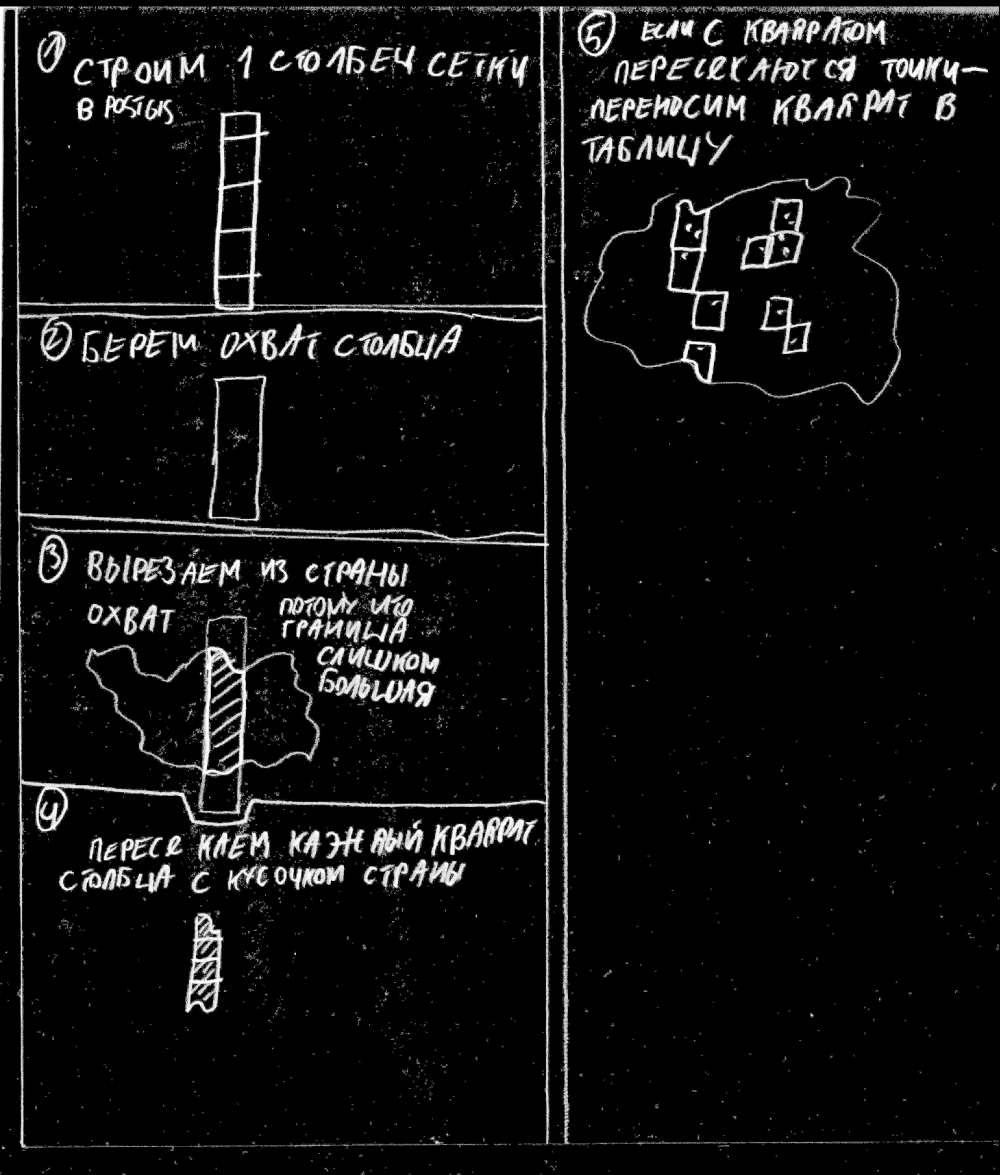 1 СТРОИМ 1 СТОЛБЕЦ СЕТКИ
В POSTGIS
2 БЕРЕМ ОХВАТ СТОЛБЦА
3 ВЫРЕЗАЕМ ИЗ СТРАНЫ
ОХВАТ
ПОТОМУ ЧТО
ГРАНИЦА
СЛИШКОМ
БОЛЬШАЯ
4
ПЕРЕСЕКАЕМ КАЖДЫЙ КВАДРАТ
СТОЛБЦА С КУСОЧКОМ СТРАНЫ
5 ЕСЛИ С КВАДРАТОМ
ПЕРЕСЕКАЮТСЯ ТОЧКИ—
ПЕРЕНОСИМ КВАДРАТ В
ТАБЛИЦУ